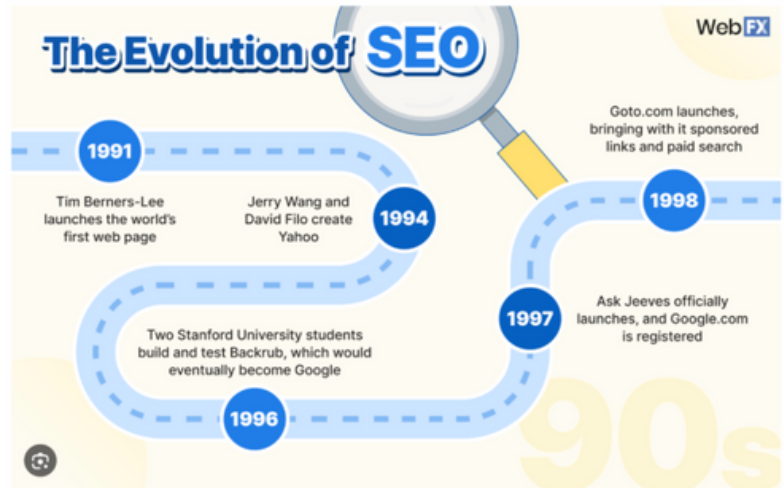 The Evolution of SEO
WebFX
1991
Tim Berners-Lee
launches the world's
first web page
Jerry Wang and
David Filo create
Yahoo
1994
Two Stanford University students
build and test Backrub, which would
eventually become Google
1996
1997
Ask Jeeves officially
launches, and Google.com
is registered
Goto.com launches,
bringing with it sponsored
links and paid search
1998
90s